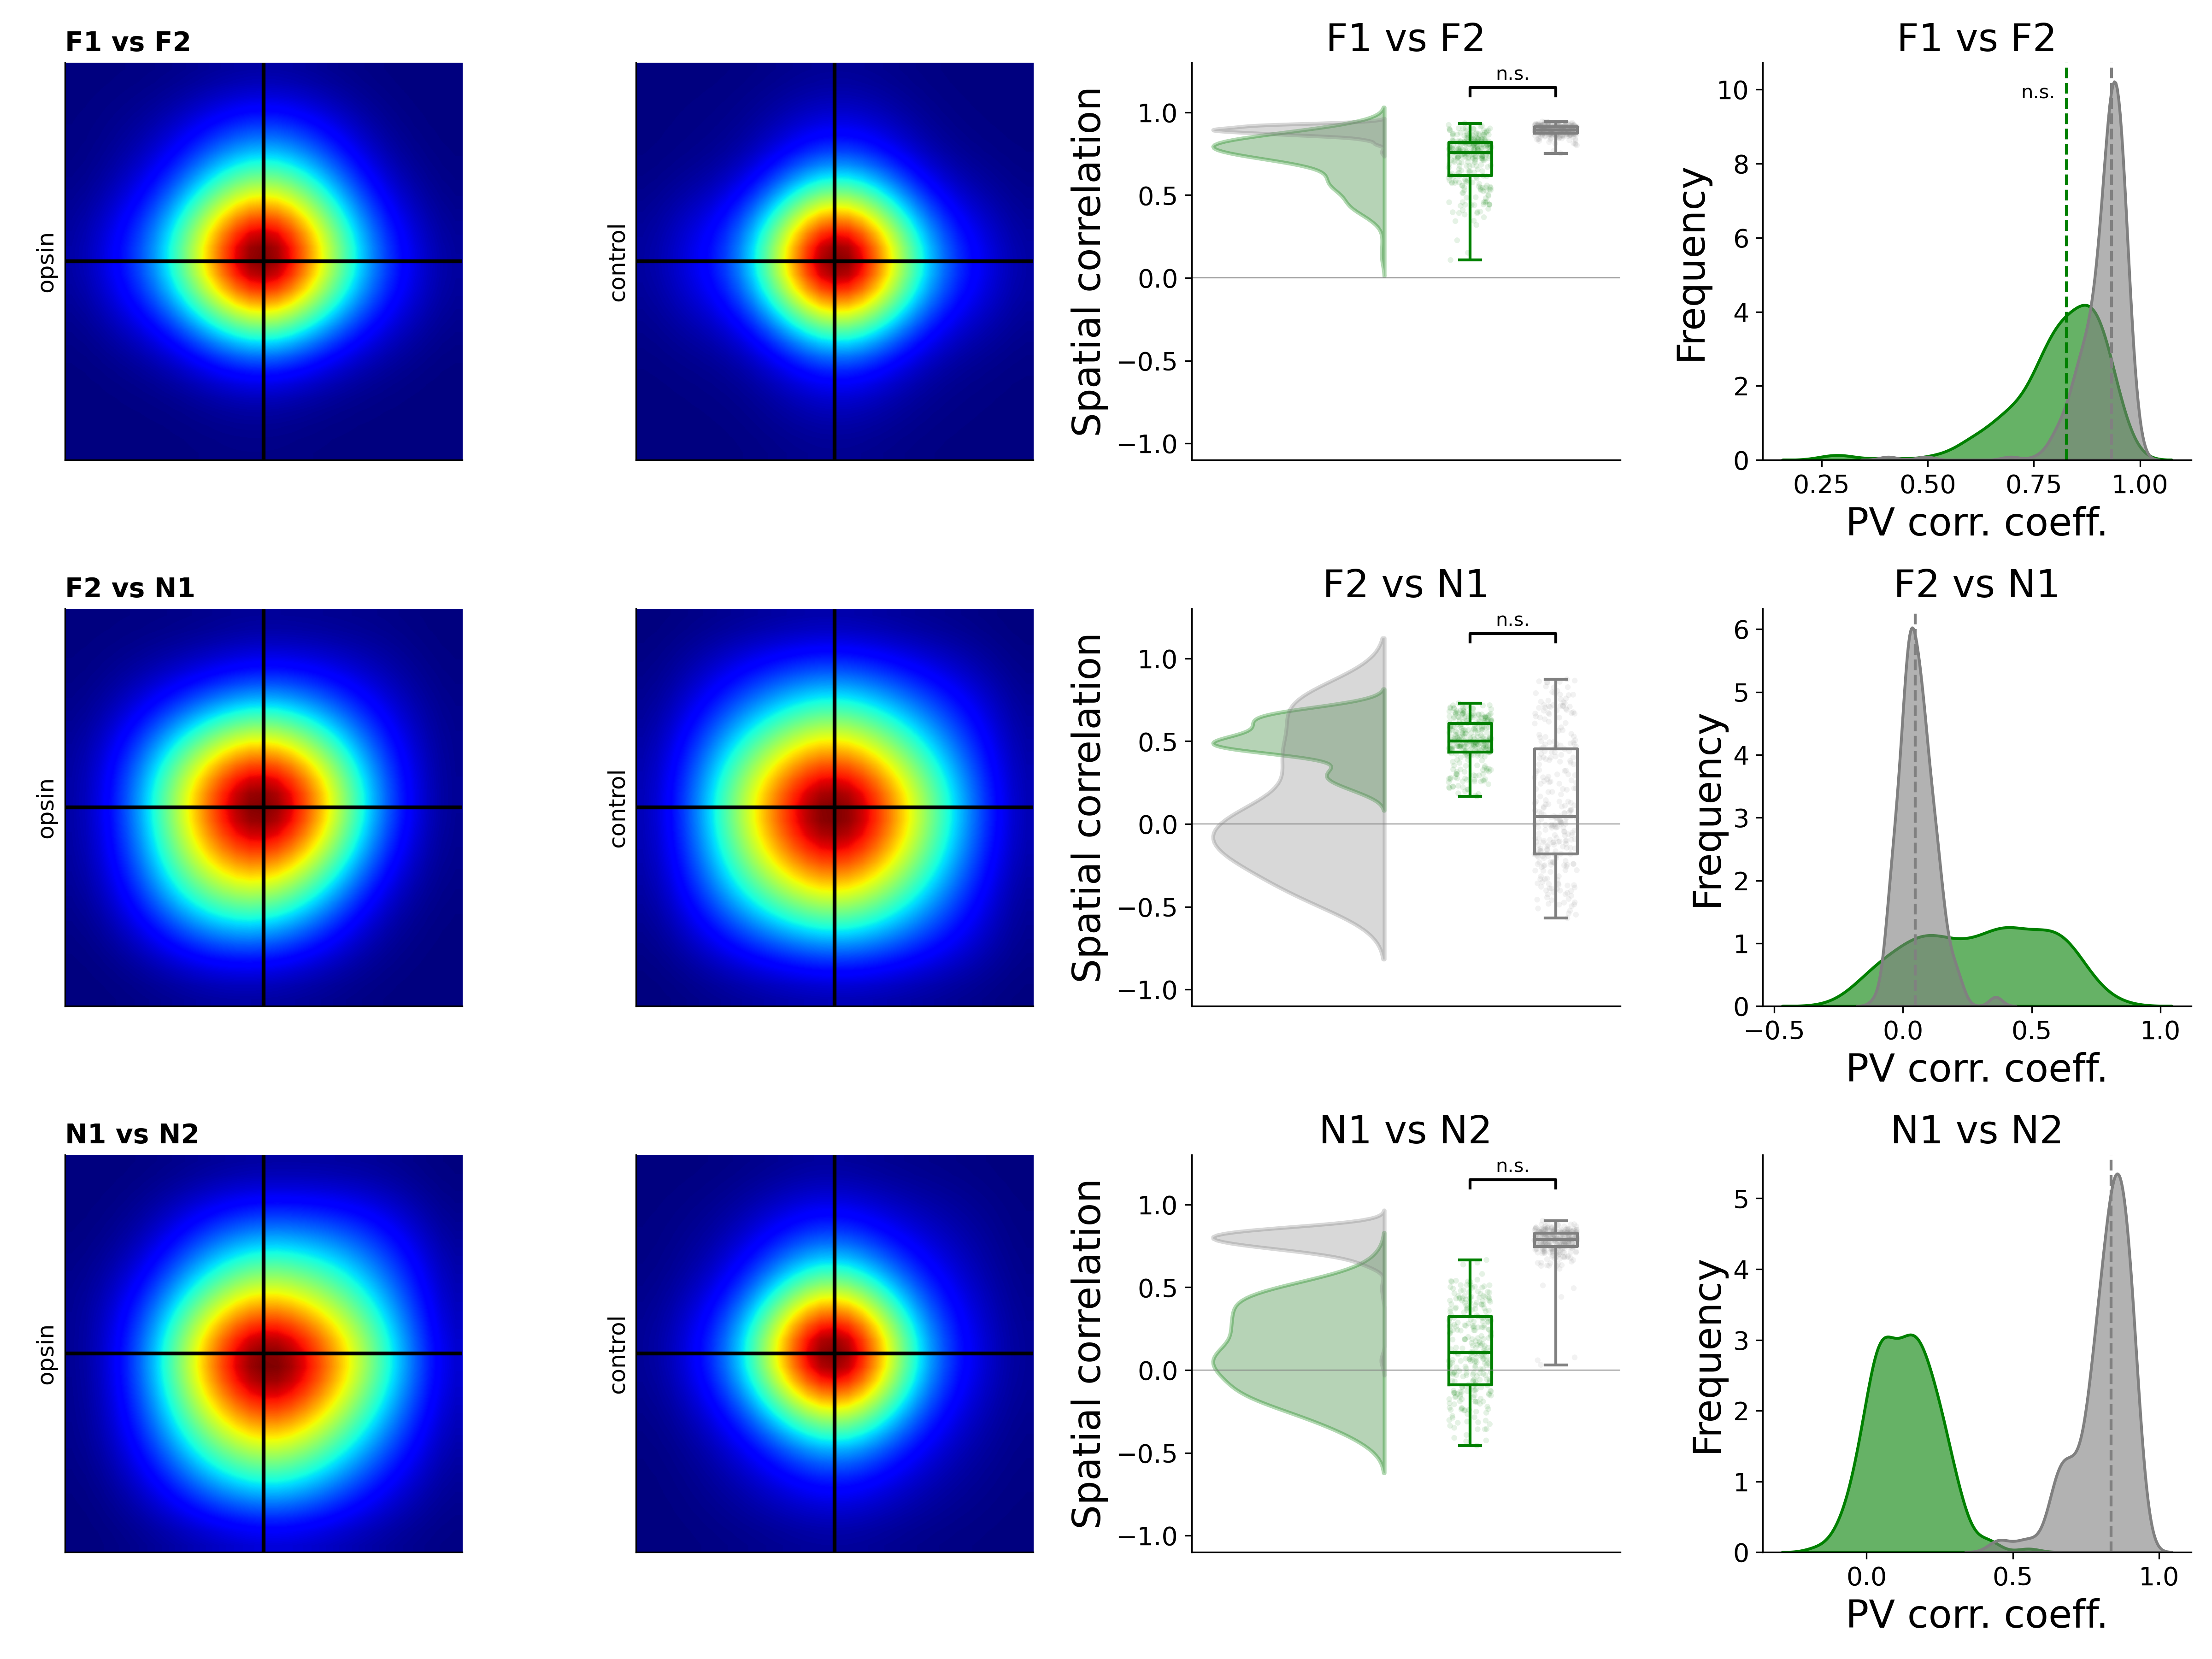 F1 vs F2
opsin
control
F1 vs F2
n.s.
Spatial correlation
1.0
0.5
0.0
−0.5
−1.0
F1 vs F2
n.s.
Frequency
10
8
6
4
2
0
0.25 0.50 0.75 1.00
PV corr. coeff.
F2 vs N1
opsin
control
F2 vs N1
n.s.
Spatial correlation
1.0
0.5
0.0
−0.5
−1.0
F2 vs N1
Frequency
6
5
4
3
2
1
0
−0.5 0.0 0.5 1.0
PV corr. coeff.
N1 vs N2
opsin
control
N1 vs N2
n.s.
Spatial correlation
1.0
0.5
0.0
−0.5
−1.0
N1 vs N2
Frequency
5
4
3
2
1
0
0.0 0.5 1.0
PV corr. coeff.